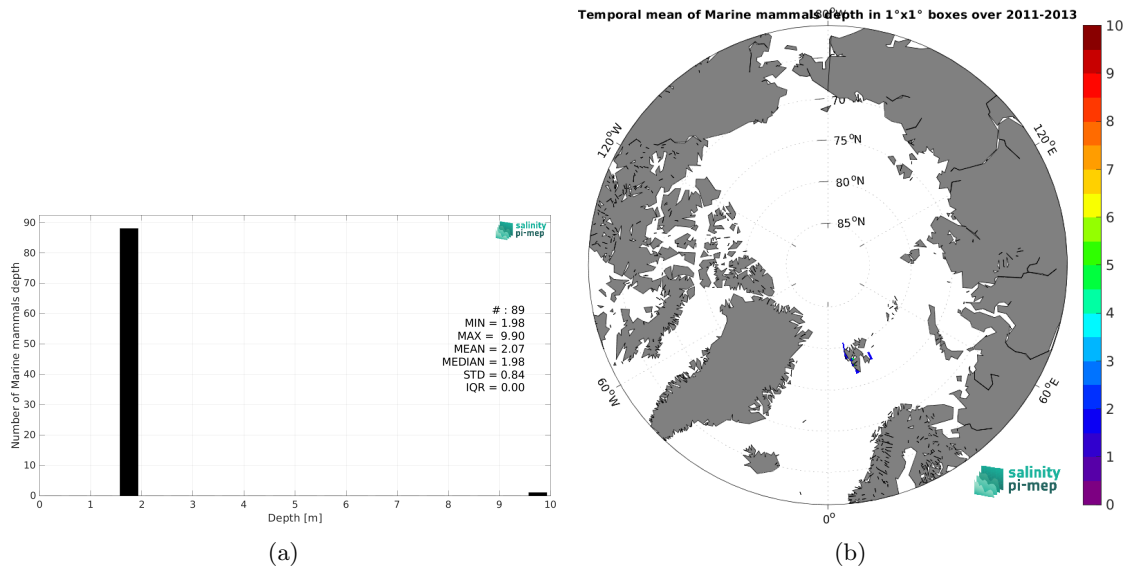 90
80
70
60
50
40
30
20
10
0
Number of Marine mammals depth
salinity
pi-mep
# : 89
MIN = 1.98
MAX = 9.90
MEAN = 2.07
MEDIAN = 1.98
STD = 0.84
IQR = 0.00
0 1 2 3 4 5 6 7 8 9 10
Depth [m]
(a)
Temporal mean of Marine mammals depth in 1°x1° boxes over 2011-2013
180°W
120°W
120°E
70°N
75°N
80°N
85°N
60°W
60°E
0°
10
9
8
7
6
5
4
3
2
1
0
salinity
pi-mep
(b)